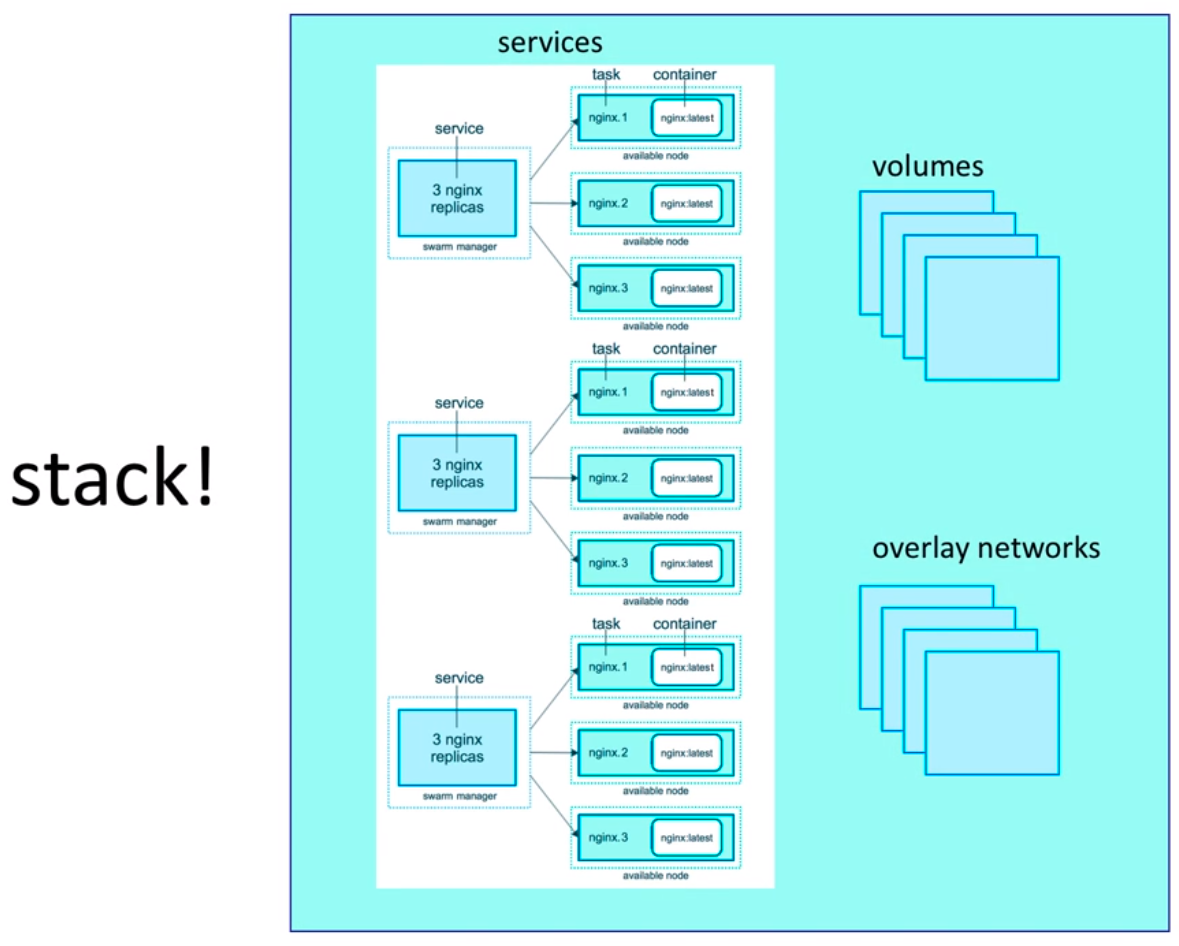 services
task container
nginx.1 nginx:latest
available node
service
3 nginx
replicas
swarm manager
nginx.2 nginx:latest
available node
nginx.3 nginx:latest
available node
task container
nginx.1 nginx:latest
available node
service
3 nginx
replicas
swarm manager
nginx.2 nginx:latest
available node
nginx.3 nginx:latest
available node
task container
nginx.1 nginx:latest
available node
service
3 nginx
replicas
swarm manager
nginx.2 nginx:latest
available node
nginx.3 nginx:latest
available node
volumes
overlay networks
stack!